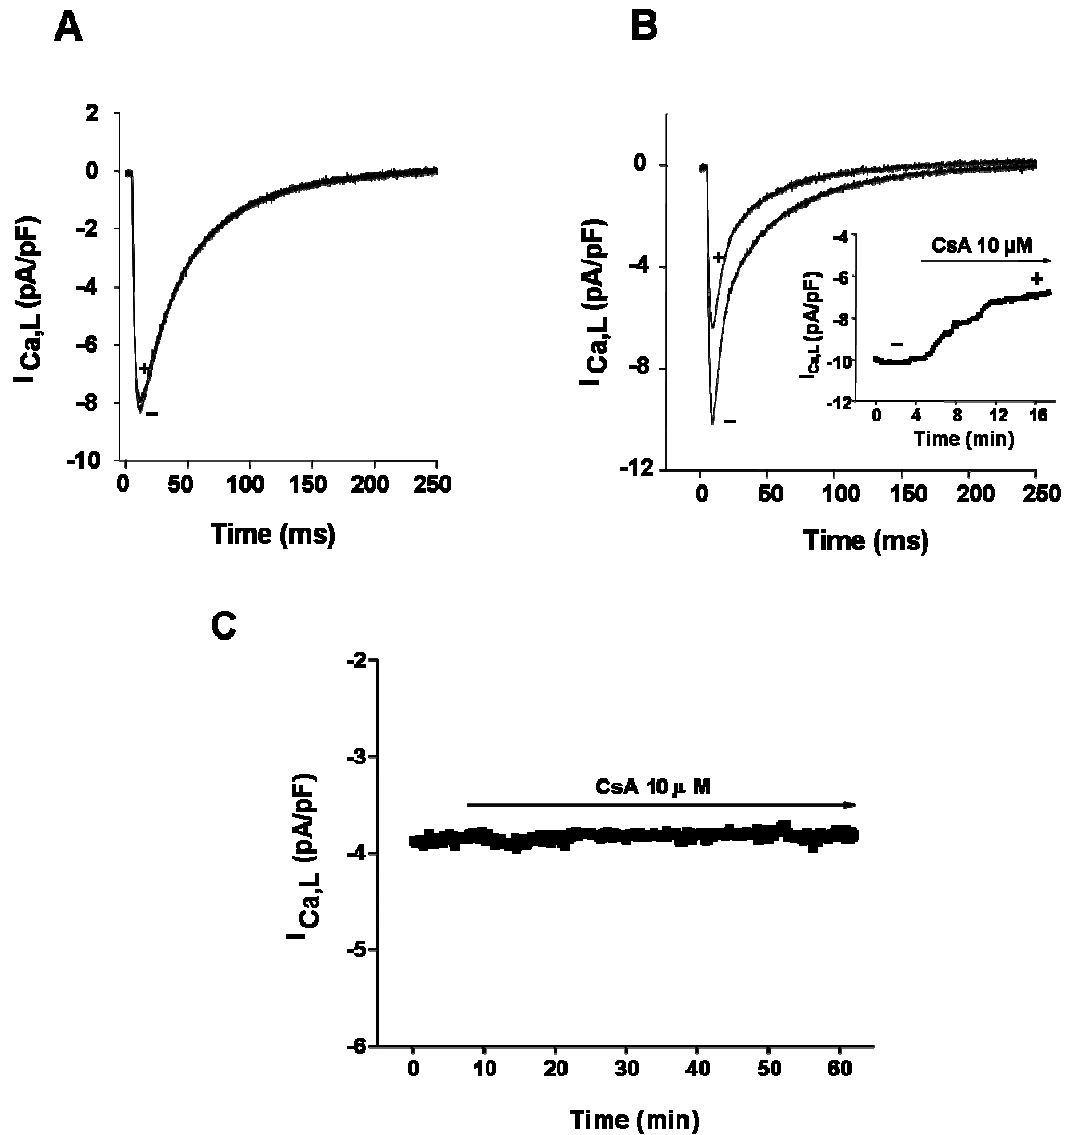 A
2
0
-2
-4
-6
-8
-10
I Ca,L (pA/pF)
+
–
0 50 100 150 200 250
Time (ms)
B
0
-4
-8
-12
I Ca,L (pA/pF)
+
–
0 50 100 150 200 250
Time (ms)
-4
-6
-8
-10
-12
I Ca,L (pA/pF)
CsA 10 µM
+
–
0 4 8 12 16
Time (min)
C
-2
-3
-4
-5
-6
I Ca,L (pA/pF)
CsA 10 µ M
0 10 20 30 40 50 60
Time (min)